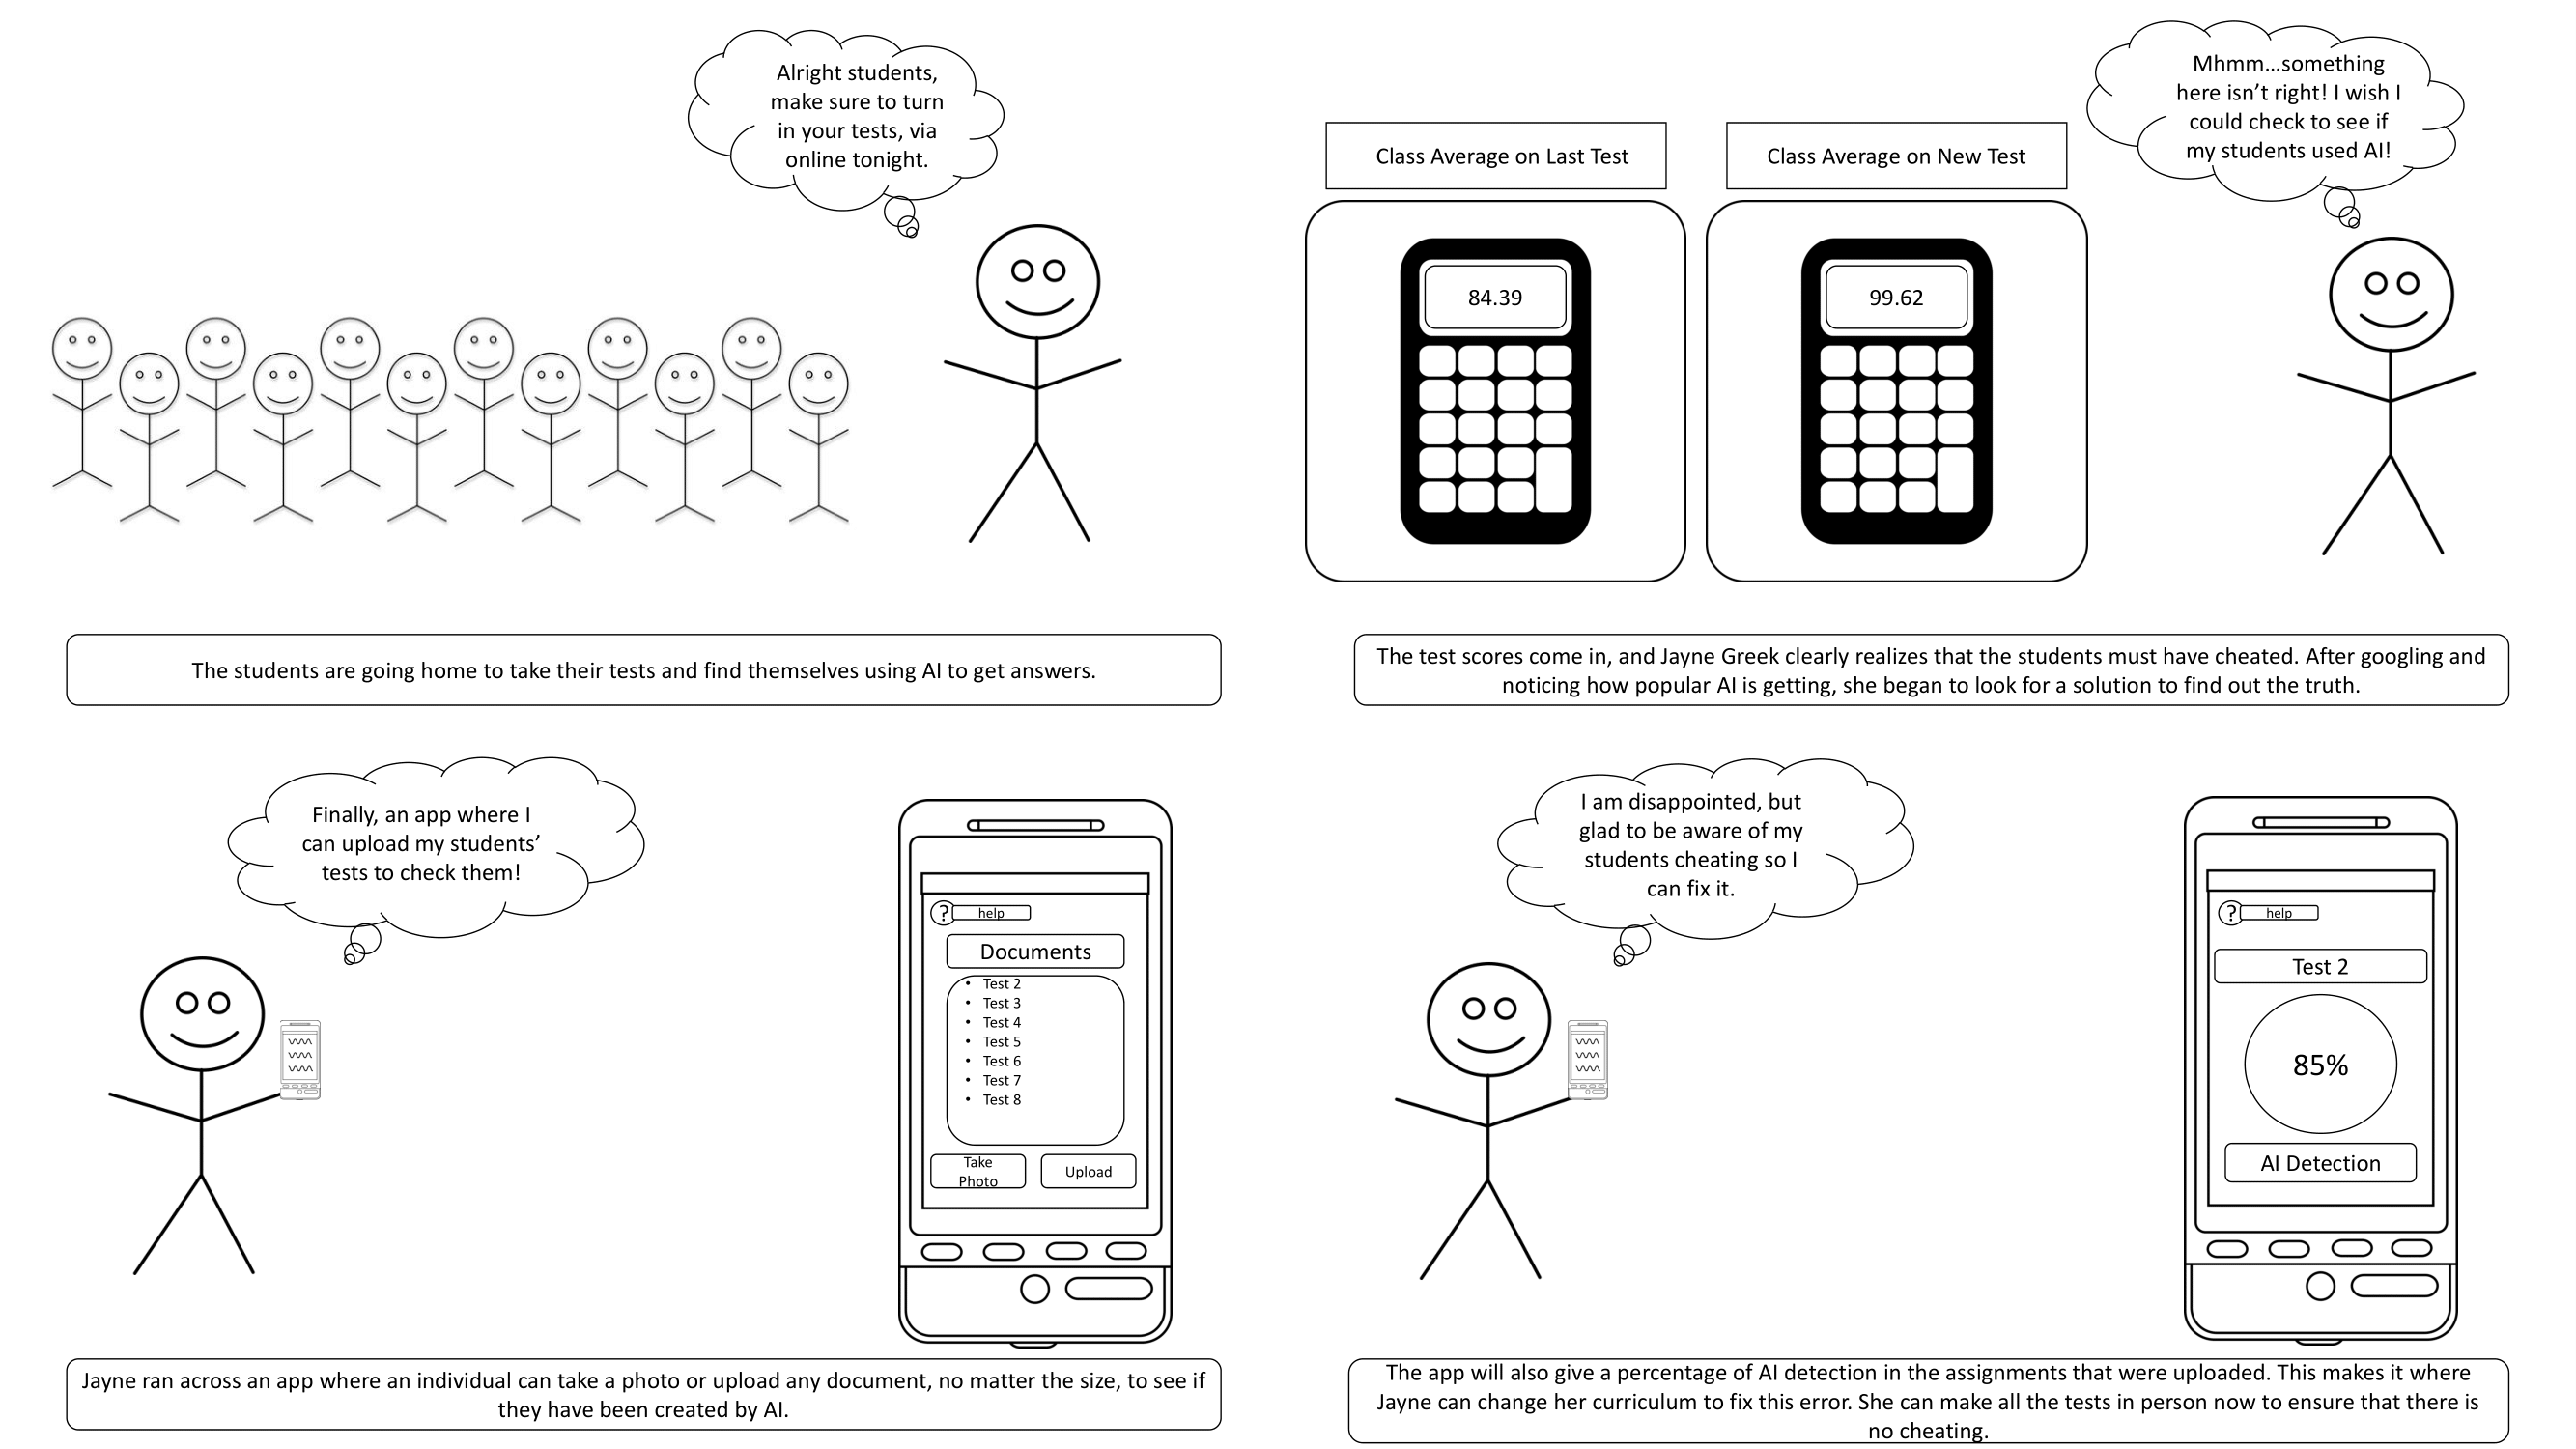 Alright students,
make sure to turn
in your tests, via
online tonight.
The students are going home to take their tests and find themselves using AI to get answers.
Class Average on Last Test
Class Average on New Test
84.39
99.62
Mhmm...something
here isn't right! I wish I
could check to see if
my students used AI!
The test scores come in, and Jayne Greek clearly realizes that the students must have cheated. After googling and
noticing how popular AI is getting, she began to look for a solution to find out the truth.
Finally, an app where I
can upload my students'
tests to check them!
? help
Documents
• Test 2
• Test 3
• Test 4
• Test 5
• Test 6
• Test 7
• Test 8
Take
Photo
Upload
Jayne ran across an app where an individual can take a photo or upload any document, no matter the size, to see if
they have been created by AI.
I am disappointed, but
glad to be aware of my
students cheating so I
can fix it.
? help
Test 2
85%
AI Detection
The app will also give a percentage of AI detection in the assignments that were uploaded. This makes it where
Jayne can change her curriculum to fix this error. She can make all the tests in person now to ensure that there is
no cheating.